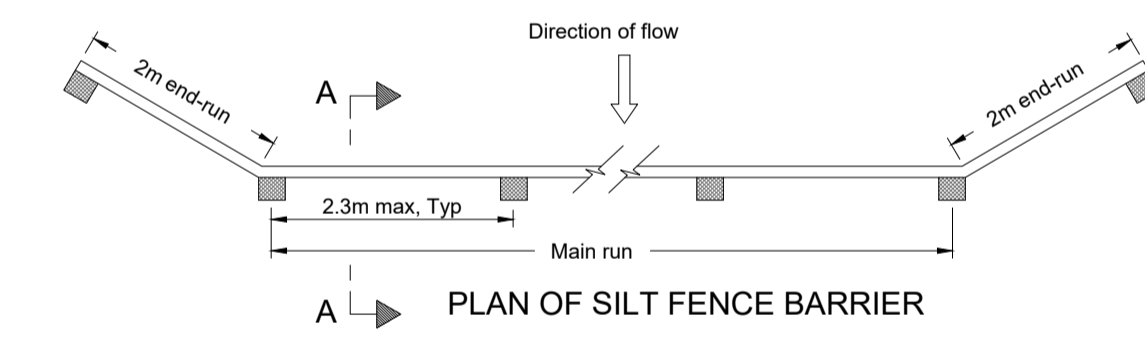 Direction of flow
2m end-run
A
2m end-run
2.3m max, Typ
Main run
A
PLAN OF SILT FENCE BARRIER